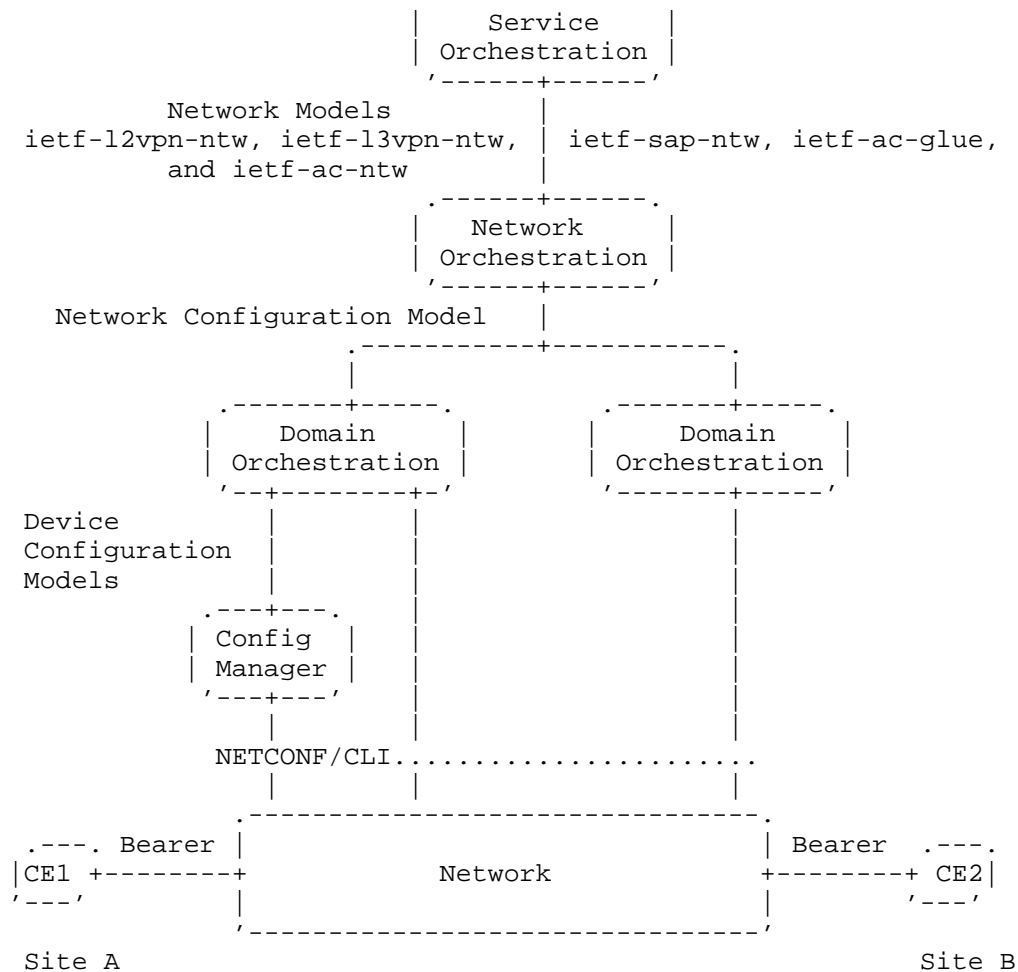 Service
Orchestration
Network Models
ietf-l2vpn-ntw, ietf-l3vpn-ntw, ietf-sap-ntw, ietf-ac-glue,
and ietf-ac-ntw
Network
Orchestration
Network Configuration Model
Domain Domain
Orchestration Orchestration
Device
Configuration
Models
Config
Manager
NETCONF/CLI.......................
Bearer Bearer
CE1 Network CE2
Site A Site B